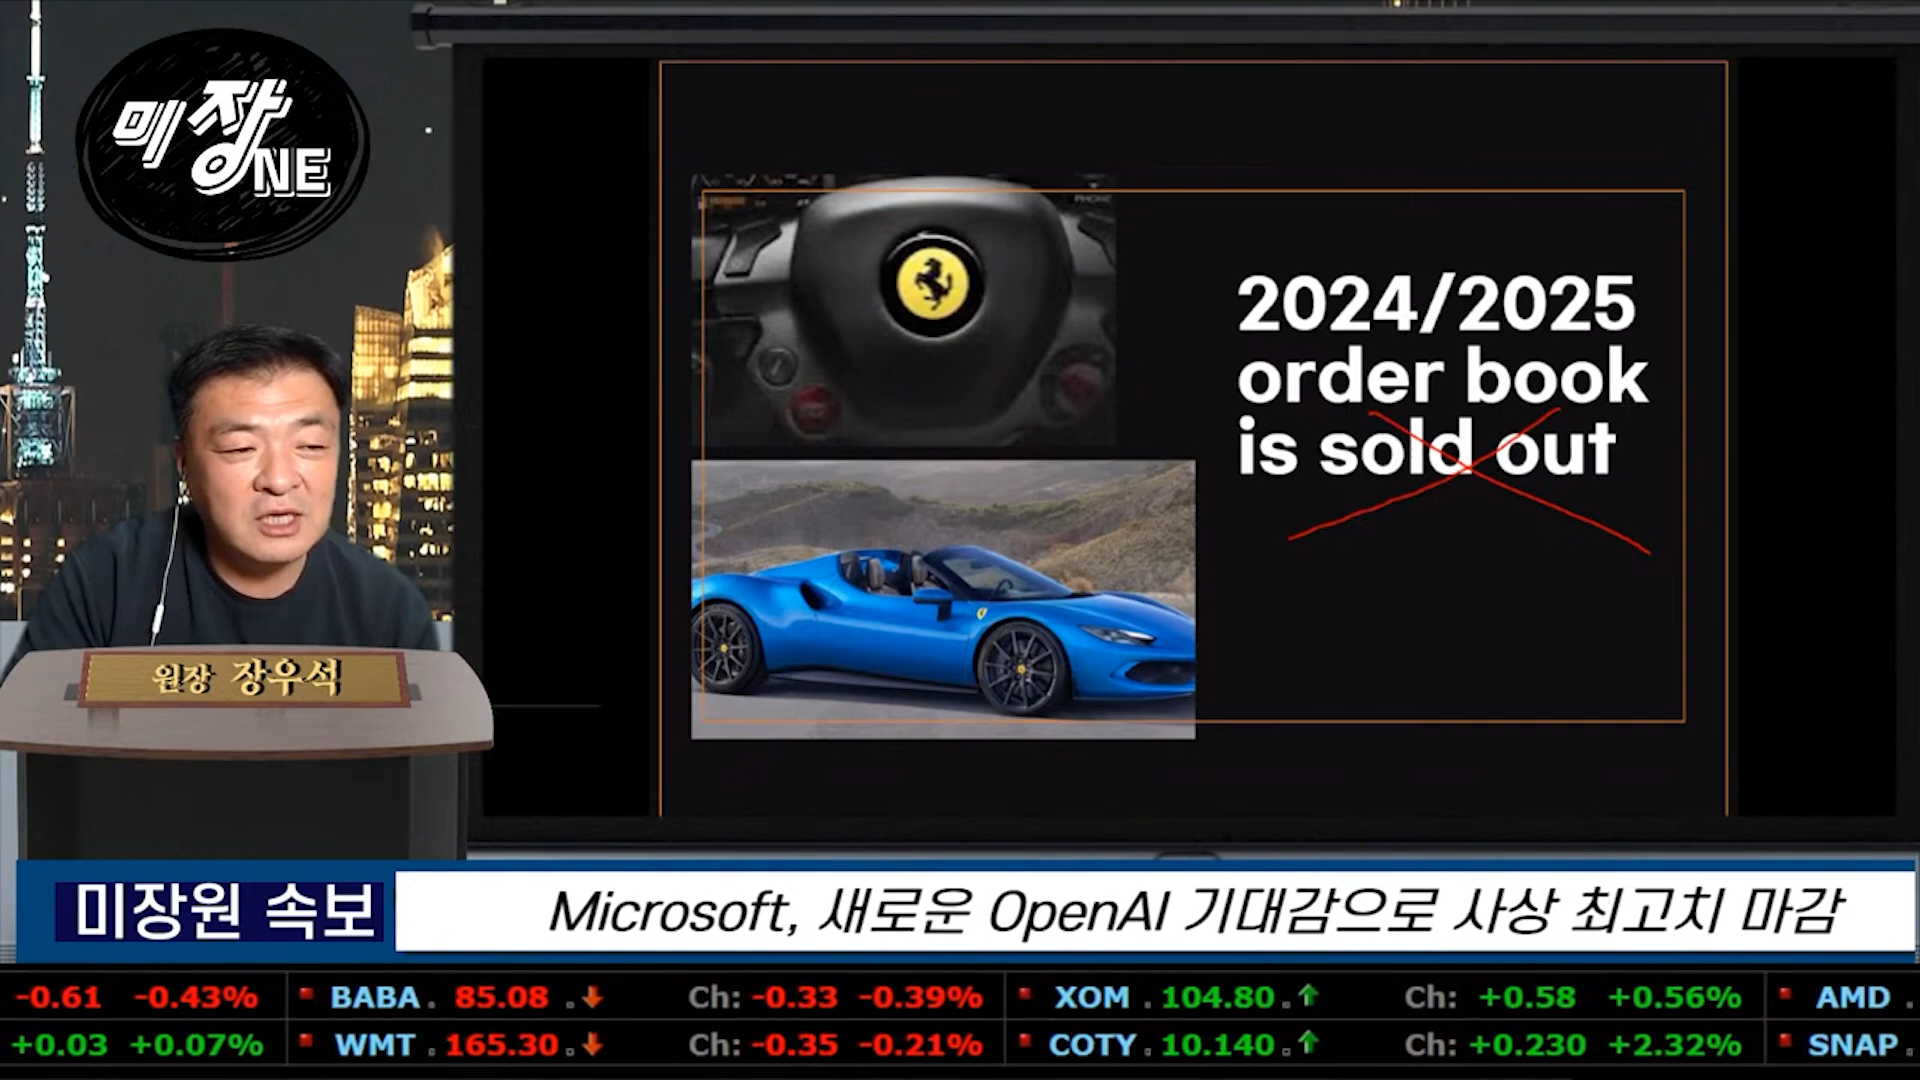 미장NE
PHONE
2024/2025
order book
is sold out
원장 장우석
미장원 속보
Microsoft, 새로운 OpenAI 기대감으로 사상 최고치 마감
-0.61 -0.43% BABA . 85.08 . Ch: -0.33 -0.39% XOM . 104.80 . Ch: +0.58 +0.56% AMD .
+0.03 +0.07% WMT . 165.30 . Ch: -0.35 -0.21% COTY . 10.140 . Ch: +0.230 +2.32% SNAP .